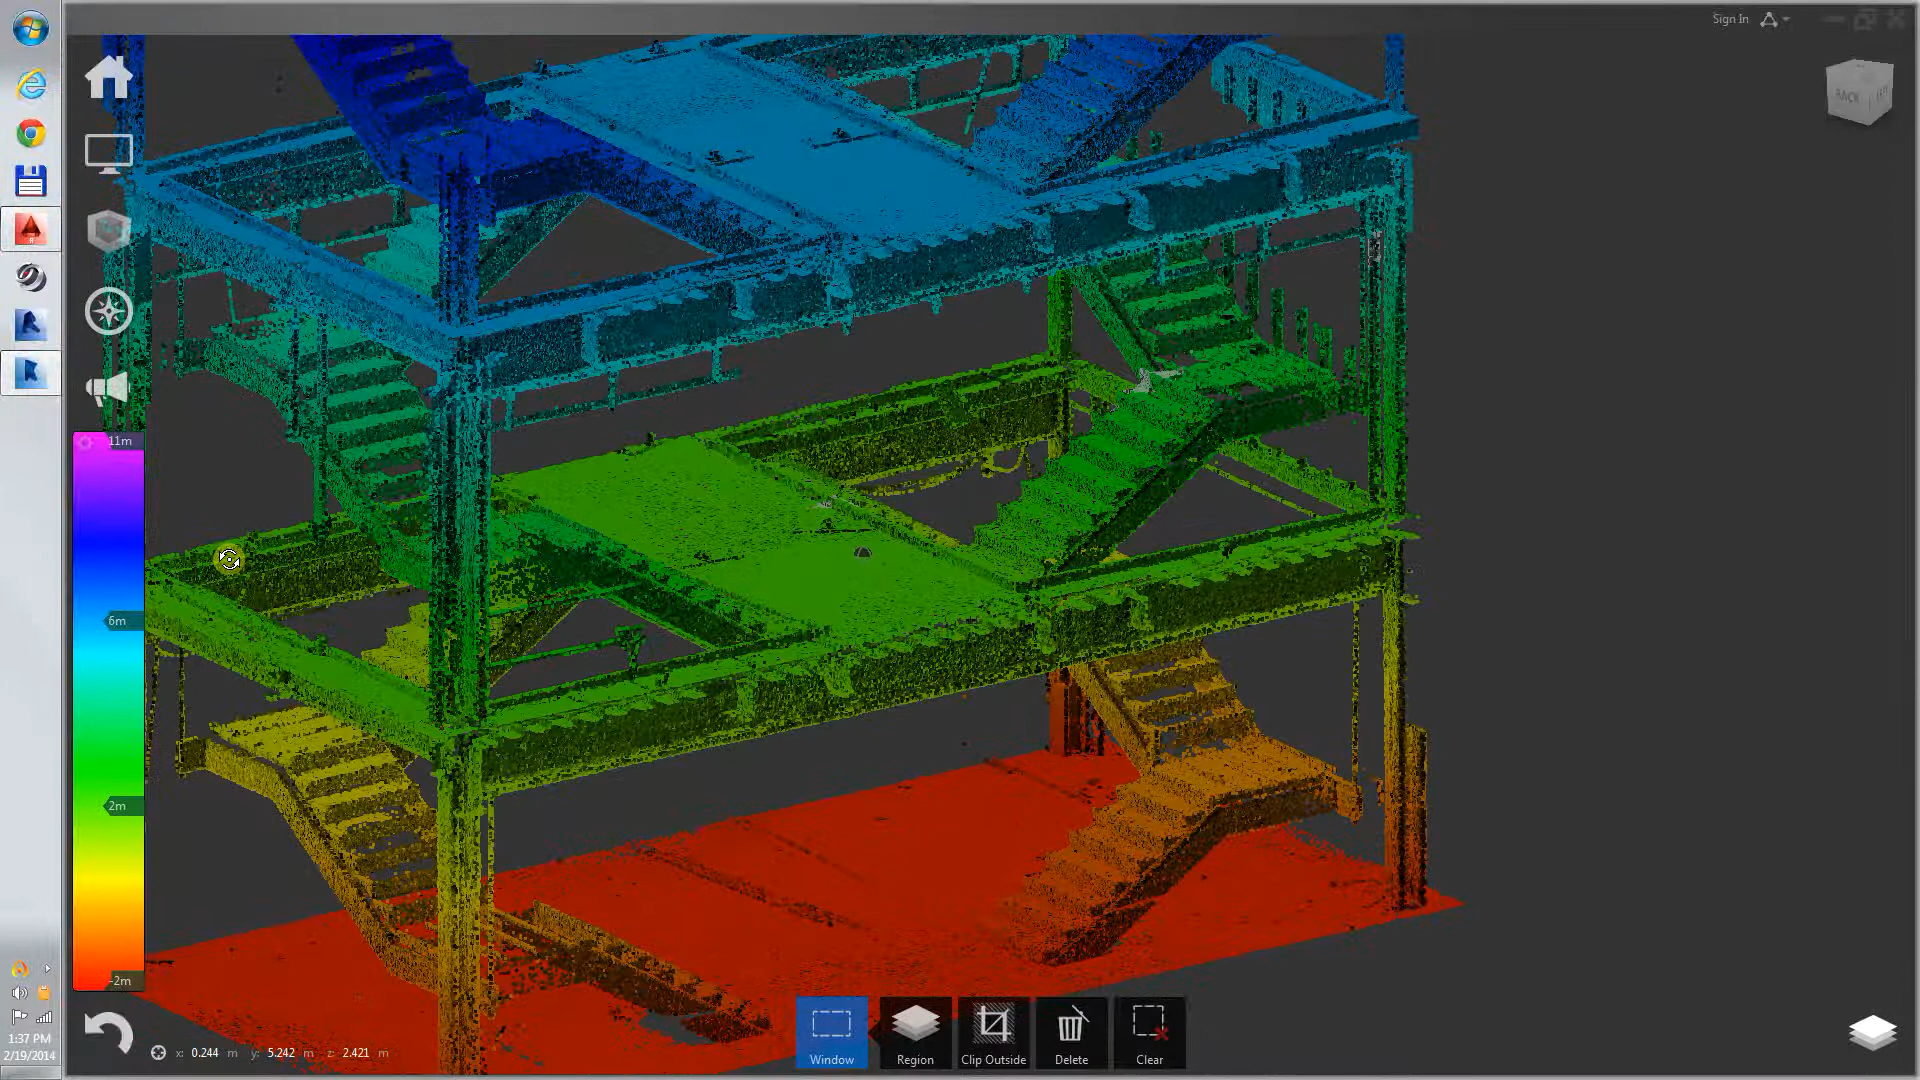 Sign In
BACK
11m
6m
2m
-2m
x: 0.244 m y: 5.242 m z: 2.421 m
Window
Region
Clip Outside
Delete
Clear
1:37 PM
2/19/2014